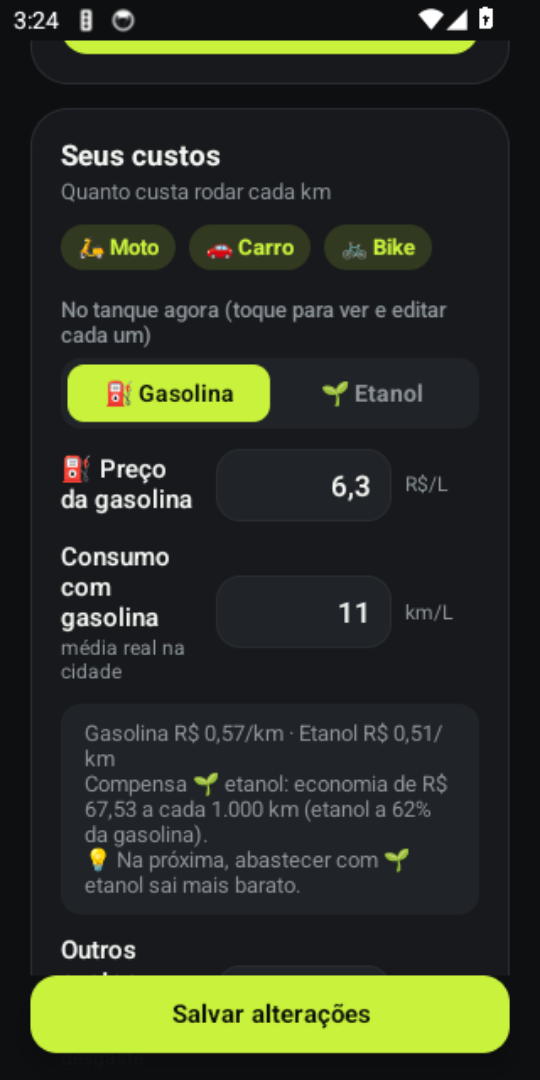 3:24
Seus custos
Quanto custa rodar cada km
🛵 Moto
🚗 Carro
🚲 Bike
No tanque agora (toque para ver e editar
cada um)
⛽ Gasolina
🌱 Etanol
⛽ Preço
da gasolina
6,3
R$/L
Consumo
com
gasolina
média real na
cidade
11
km/L
Gasolina R$ 0,57/km · Etanol R$ 0,51/
km
Compensa 🌱 etanol: economia de R$
67,53 a cada 1.000 km (etanol a 62%
da gasolina).
💡 Na próxima, abastecer com 🌱
etanol sai mais barato.
Outros
Salvar alterações